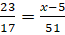 23/17 = x−5/51